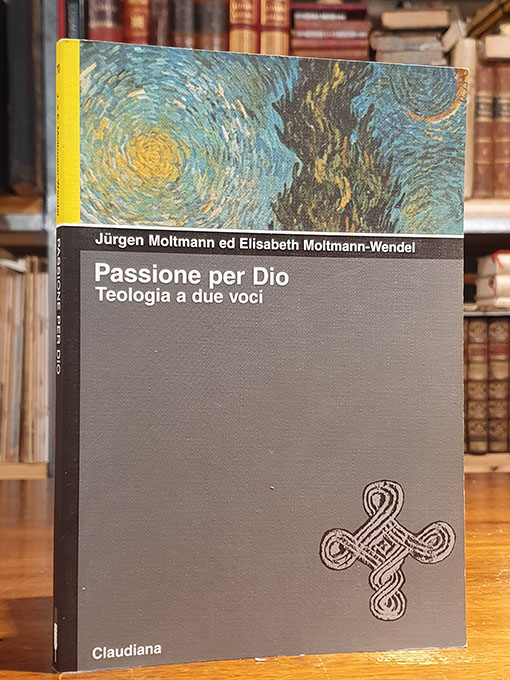 Jürgen Moltmann ed Elisabeth Moltmann-Wendel
Passione per Dio
Teologia a due voci
Claudiana
PASSIONE PER DIO